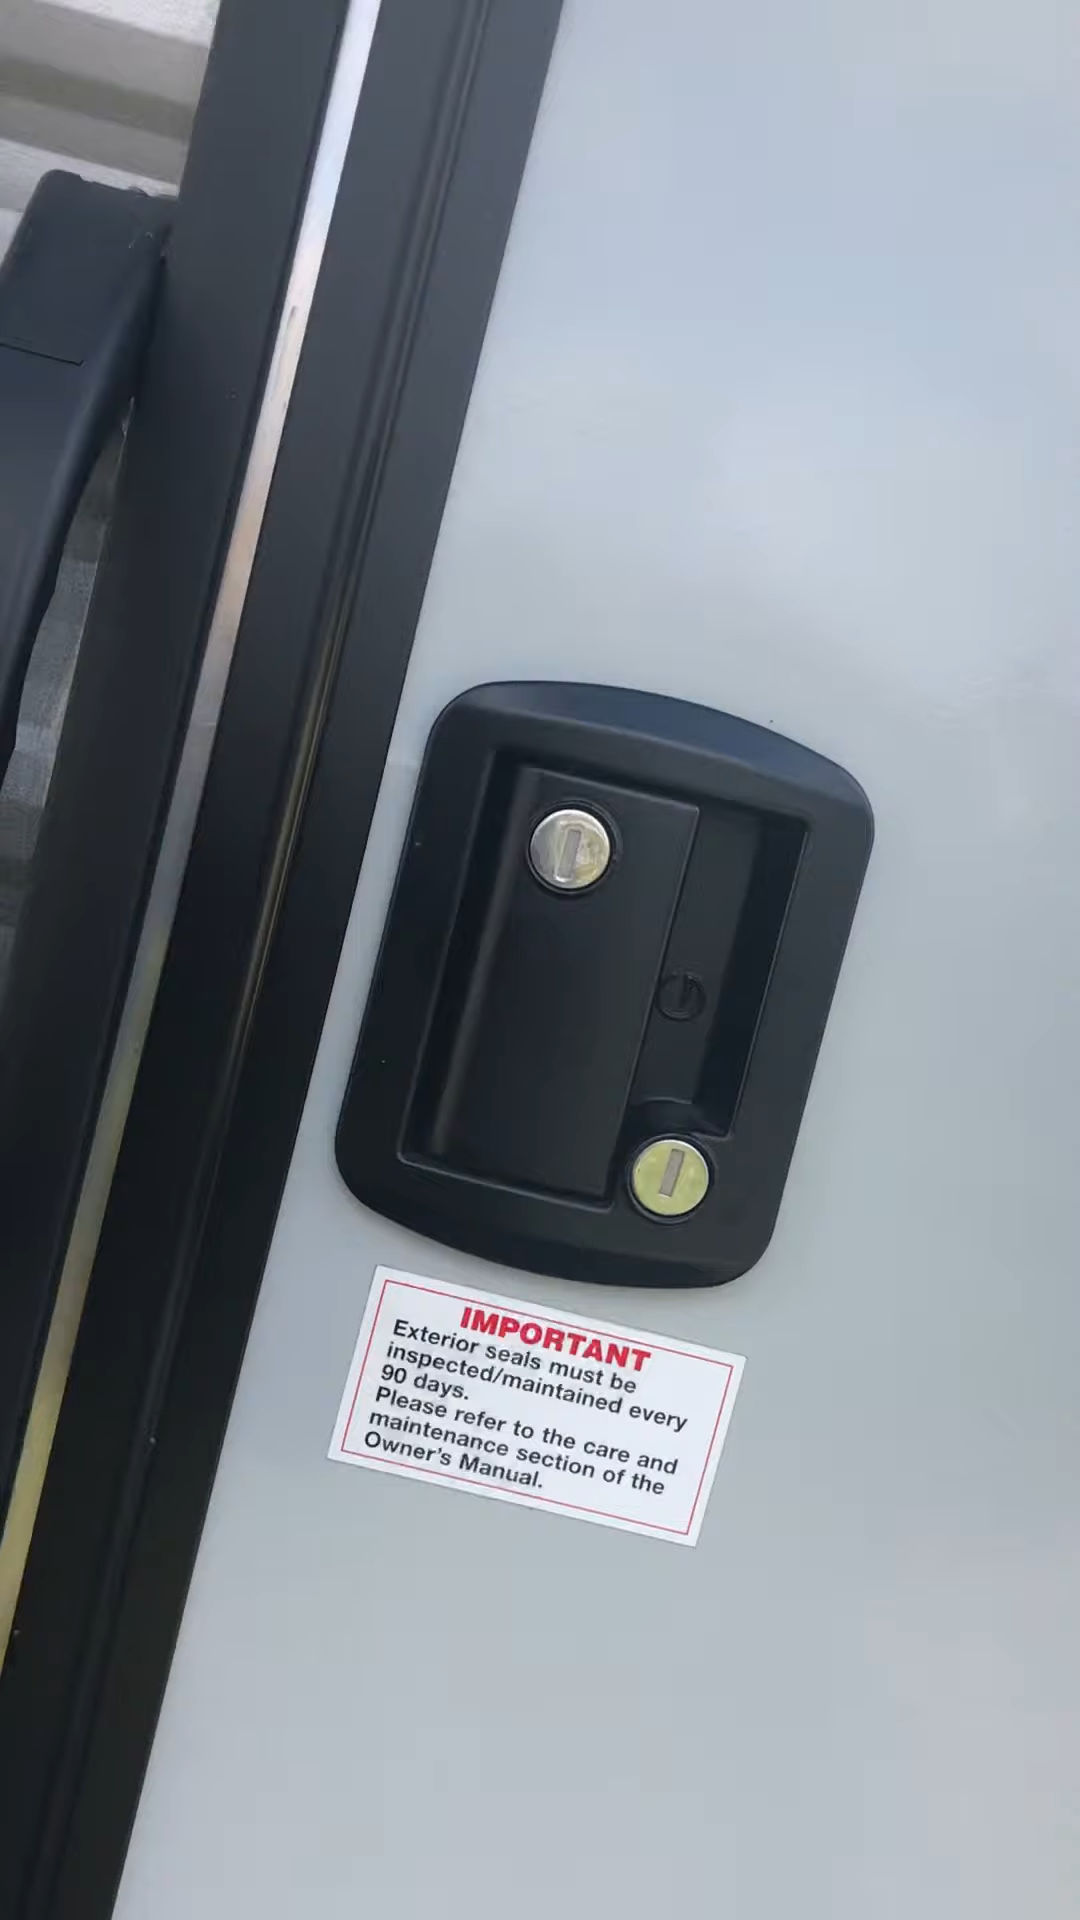 IMPORTANT
Exterior seals must be
inspected/maintained every
90 days.
Please refer to the care and
maintenance section of the
Owner's Manual.